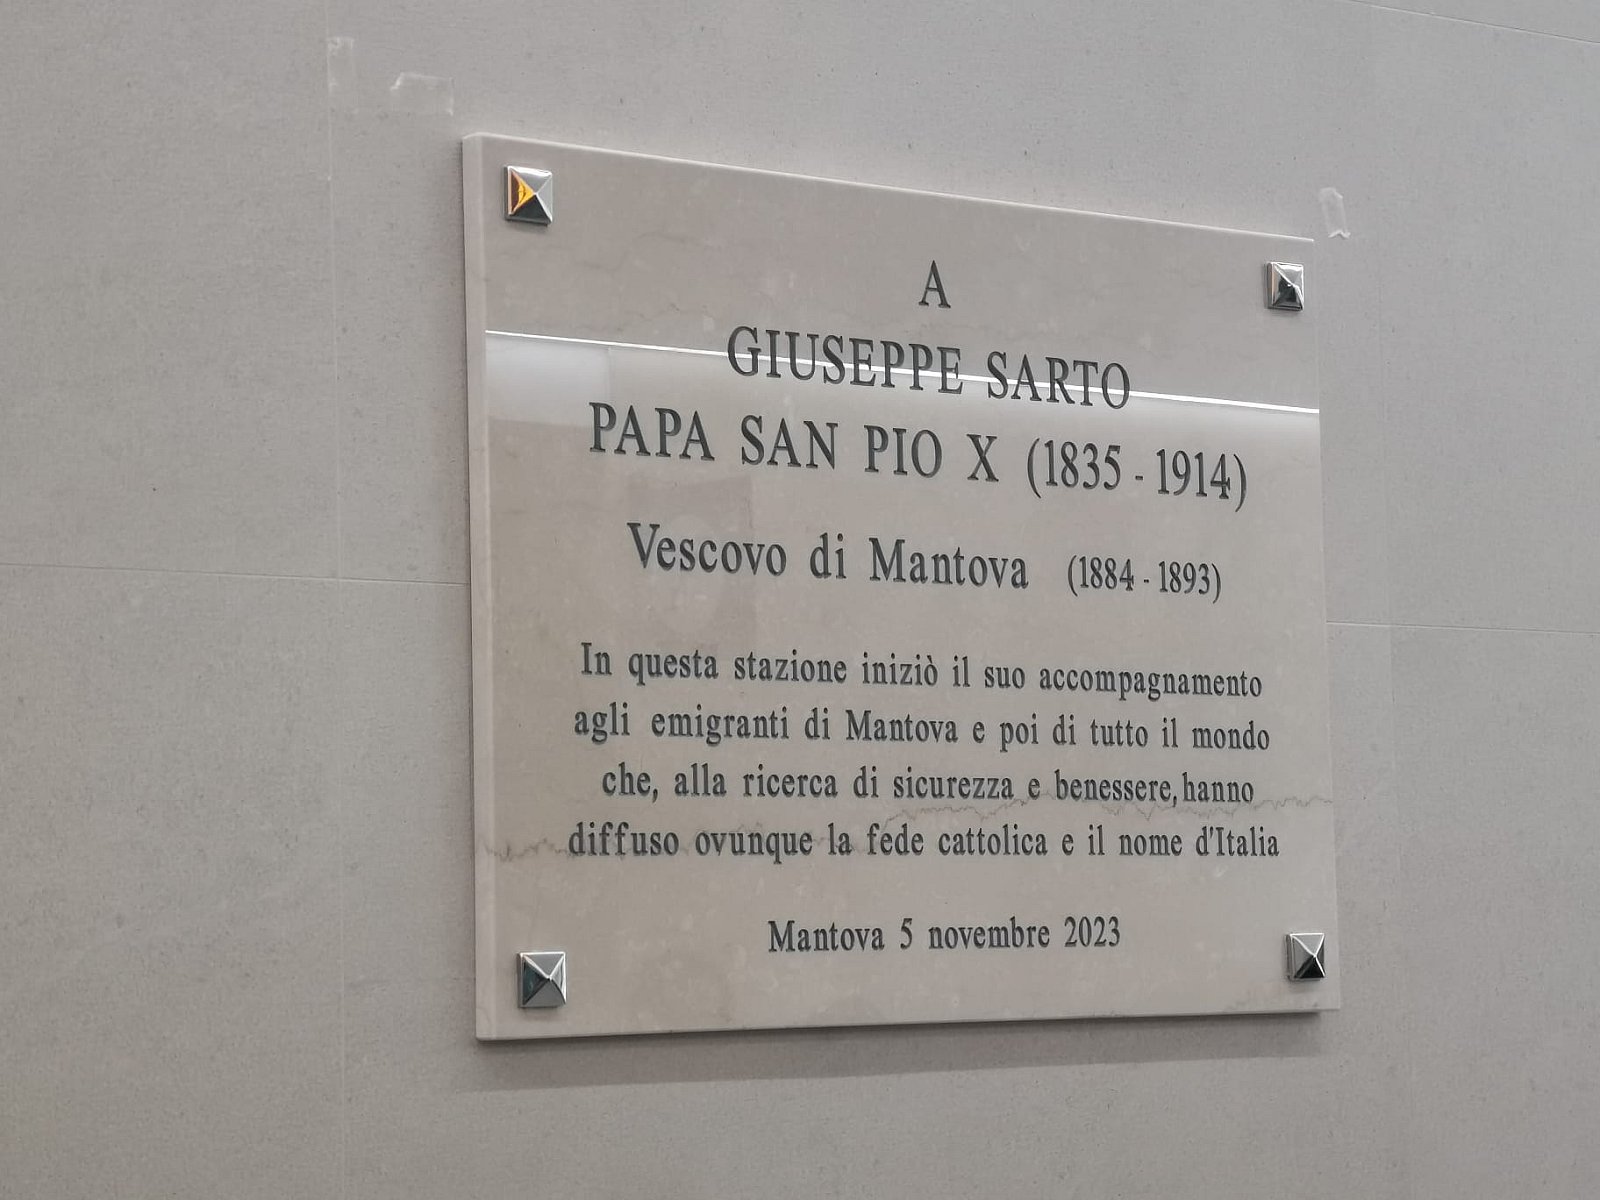 A
GIUSEPPE SARTO
PAPA SAN PIO X (1835 - 1914)
Vescovo di Mantova (1884 - 1893)
In questa stazione iniziò il suo accompagnamento
agli emigranti di Mantova e poi di tutto il mondo
che, alla ricerca di sicurezza e benessere, hanno
diffuso ovunque la fede cattolica e il nome d'Italia
Mantova 5 novembre 2023